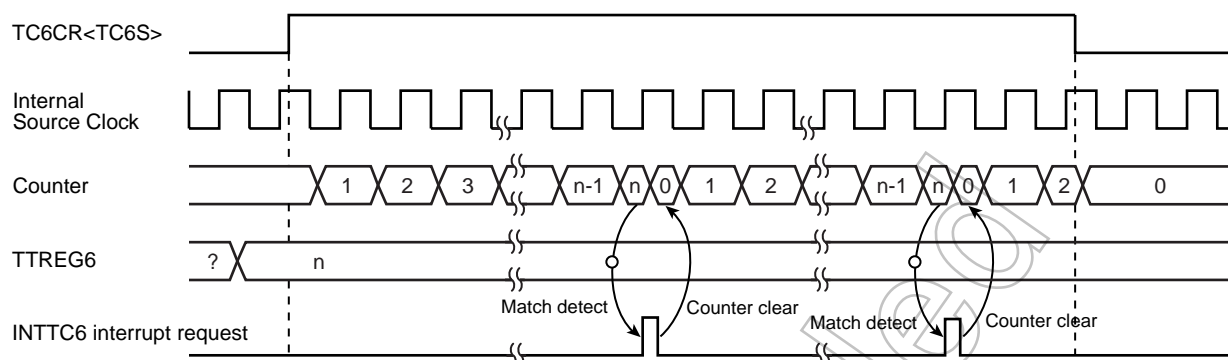 TC6CR<TC6S>
Internal
Source Clock
Counter
1 2 3 n-1 n 0 1 2 n-1 n 0 1 2 0
TTREG6
? n
Match detect Counter clear Match detect Counter clear
INTTC6 interrupt request